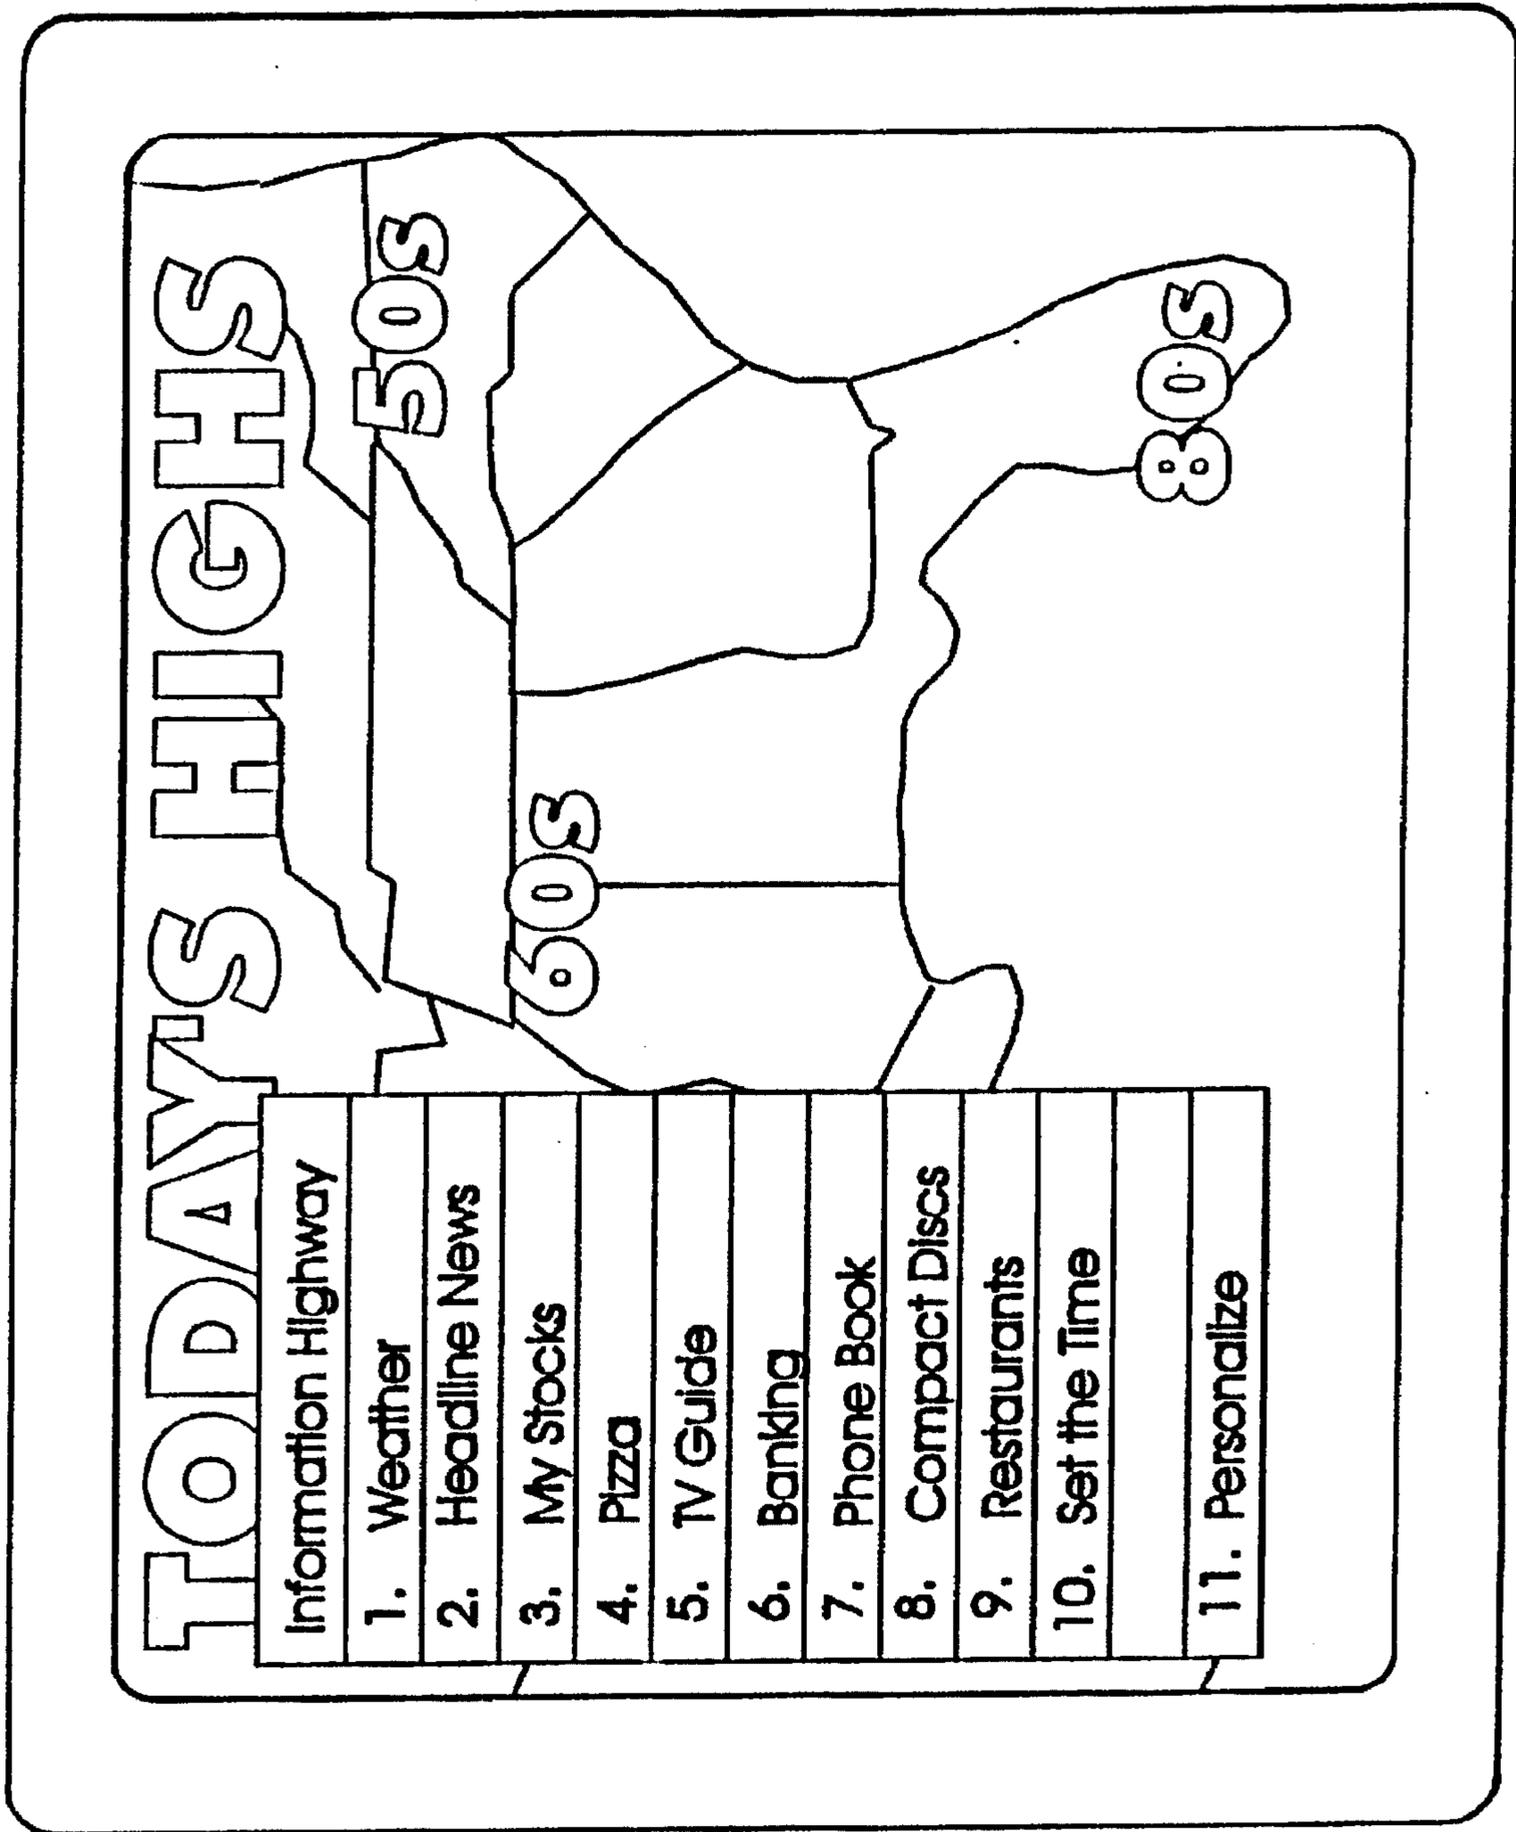 TODAY'S HIGHS
50s
60s
80s
Information Highway
1. Weather
2. Headline News
3. My Stocks
4. Pizza
5. TV Guide
6. Banking
7. Phone Book
8. Compact Discs
9. Restaurants
10. Set the Time
11. Personalize